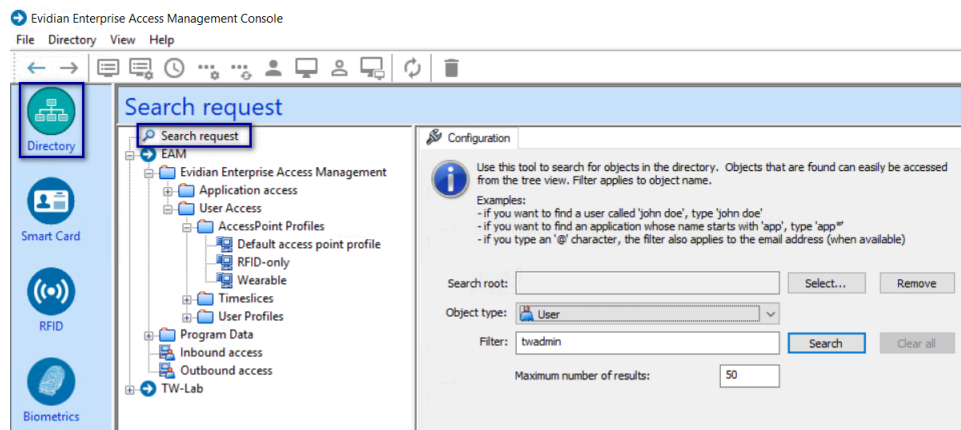 Evidian Enterprise Access Management Console
File Directory View Help
Directory
Smart Card
RFID
Biometrics
Search request
Search request
EAM
Evidian Enterprise Access Management
Application access
User Access
AccessPoint Profiles
Default access point profile
RFID-only
Wearable
Timeslices
User Profiles
Program Data
Inbound access
Outbound access
TW-Lab
Configuration
Use this tool to search for objects in the directory. Objects that are found can easily be accessed
from the tree view. Filter applies to object name.
Examples:
- if you want to find a user called 'john doe', type 'john doe'
- if you want to find an application whose name starts with 'app', type 'app*'
- if you type an '@' character, the filter also applies to the email address (when available)
Search root: Select... Remove
Object type: User
Filter: twadmin Search Clear all
Maximum number of results: 50